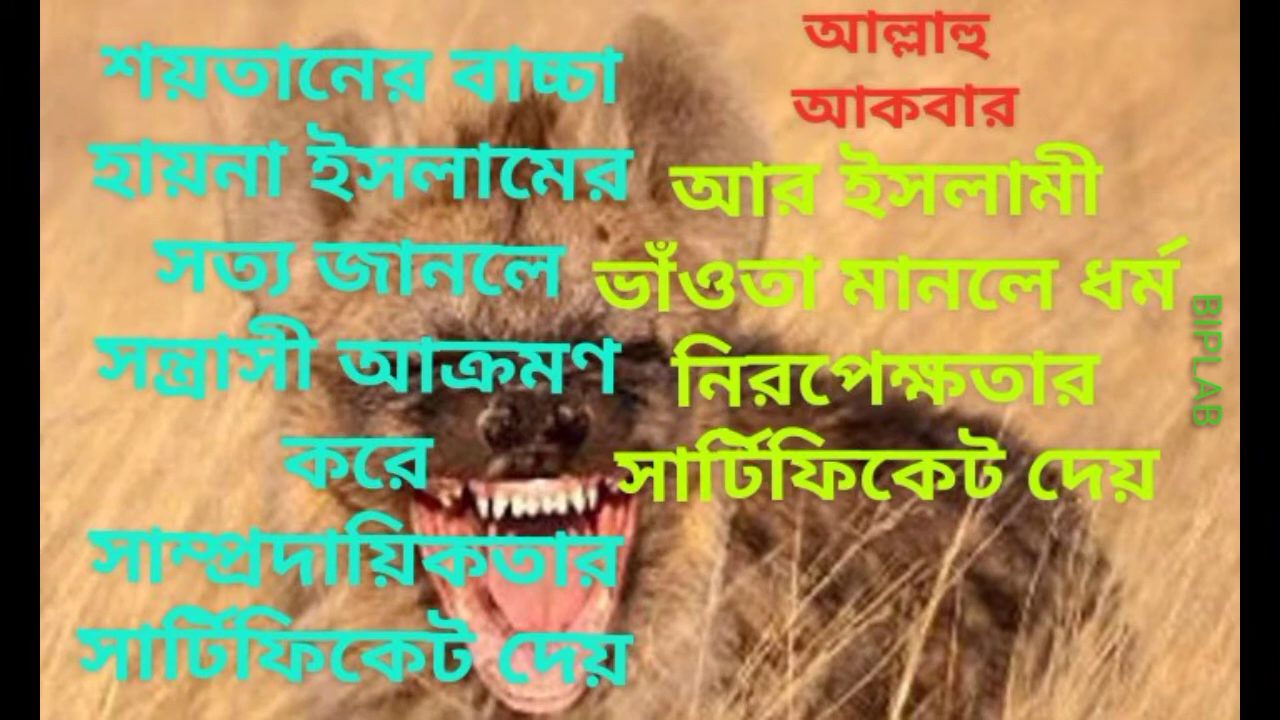 শয়তানের বাচ্চা
হায়না ইসলামের
সত্য জানলে
সন্ত্রাসী আক্রমণ
করে
সাম্প্রদায়িকতার
সার্টিফিকেট দেয়
আল্লাহু
আকবার
আর ইসলামী
ভাঁওতা মানলে ধর্ম
নিরপেক্ষতার
সার্টিফিকেট দেয়
BIPLAB